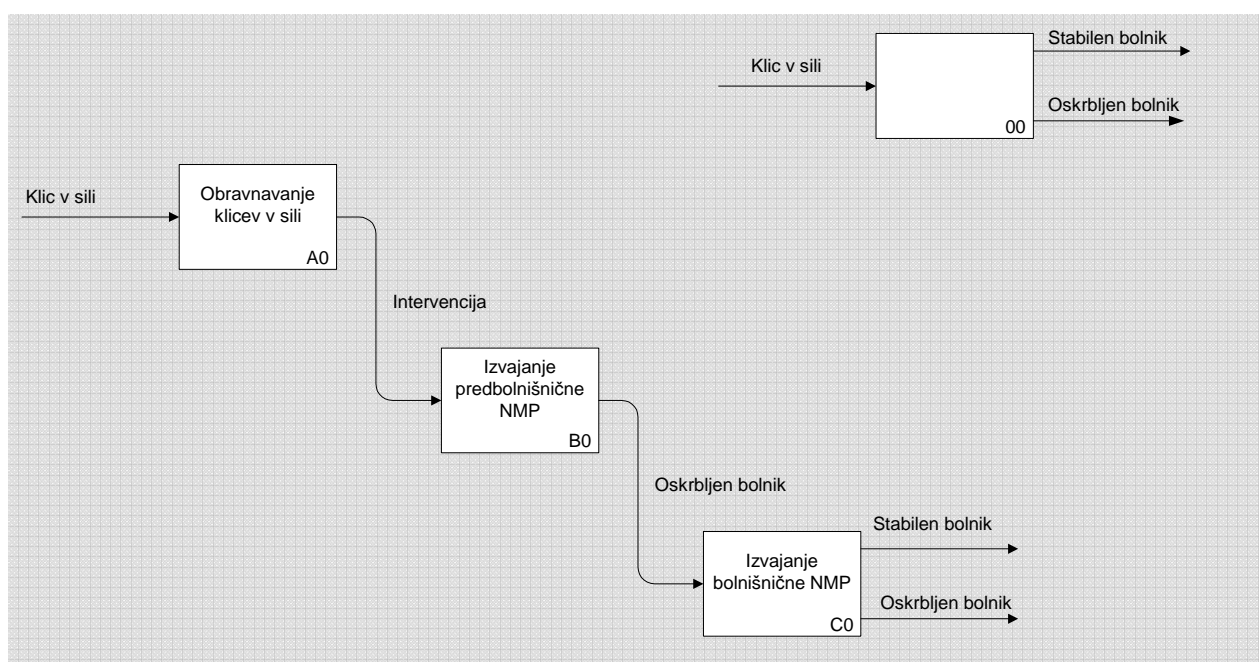 Stabilen bolnik
Klic v sili
Oskrbljen bolnik
00
Klic v sili
Obravnavanje
klicev v sili
A0
Intervencija
Izvajanje
predbolnišnične
NMP
B0
Oskrbljen bolnik
Stabilen bolnik
Izvajanje
bolnišnične NMP
Oskrbljen bolnik
C0